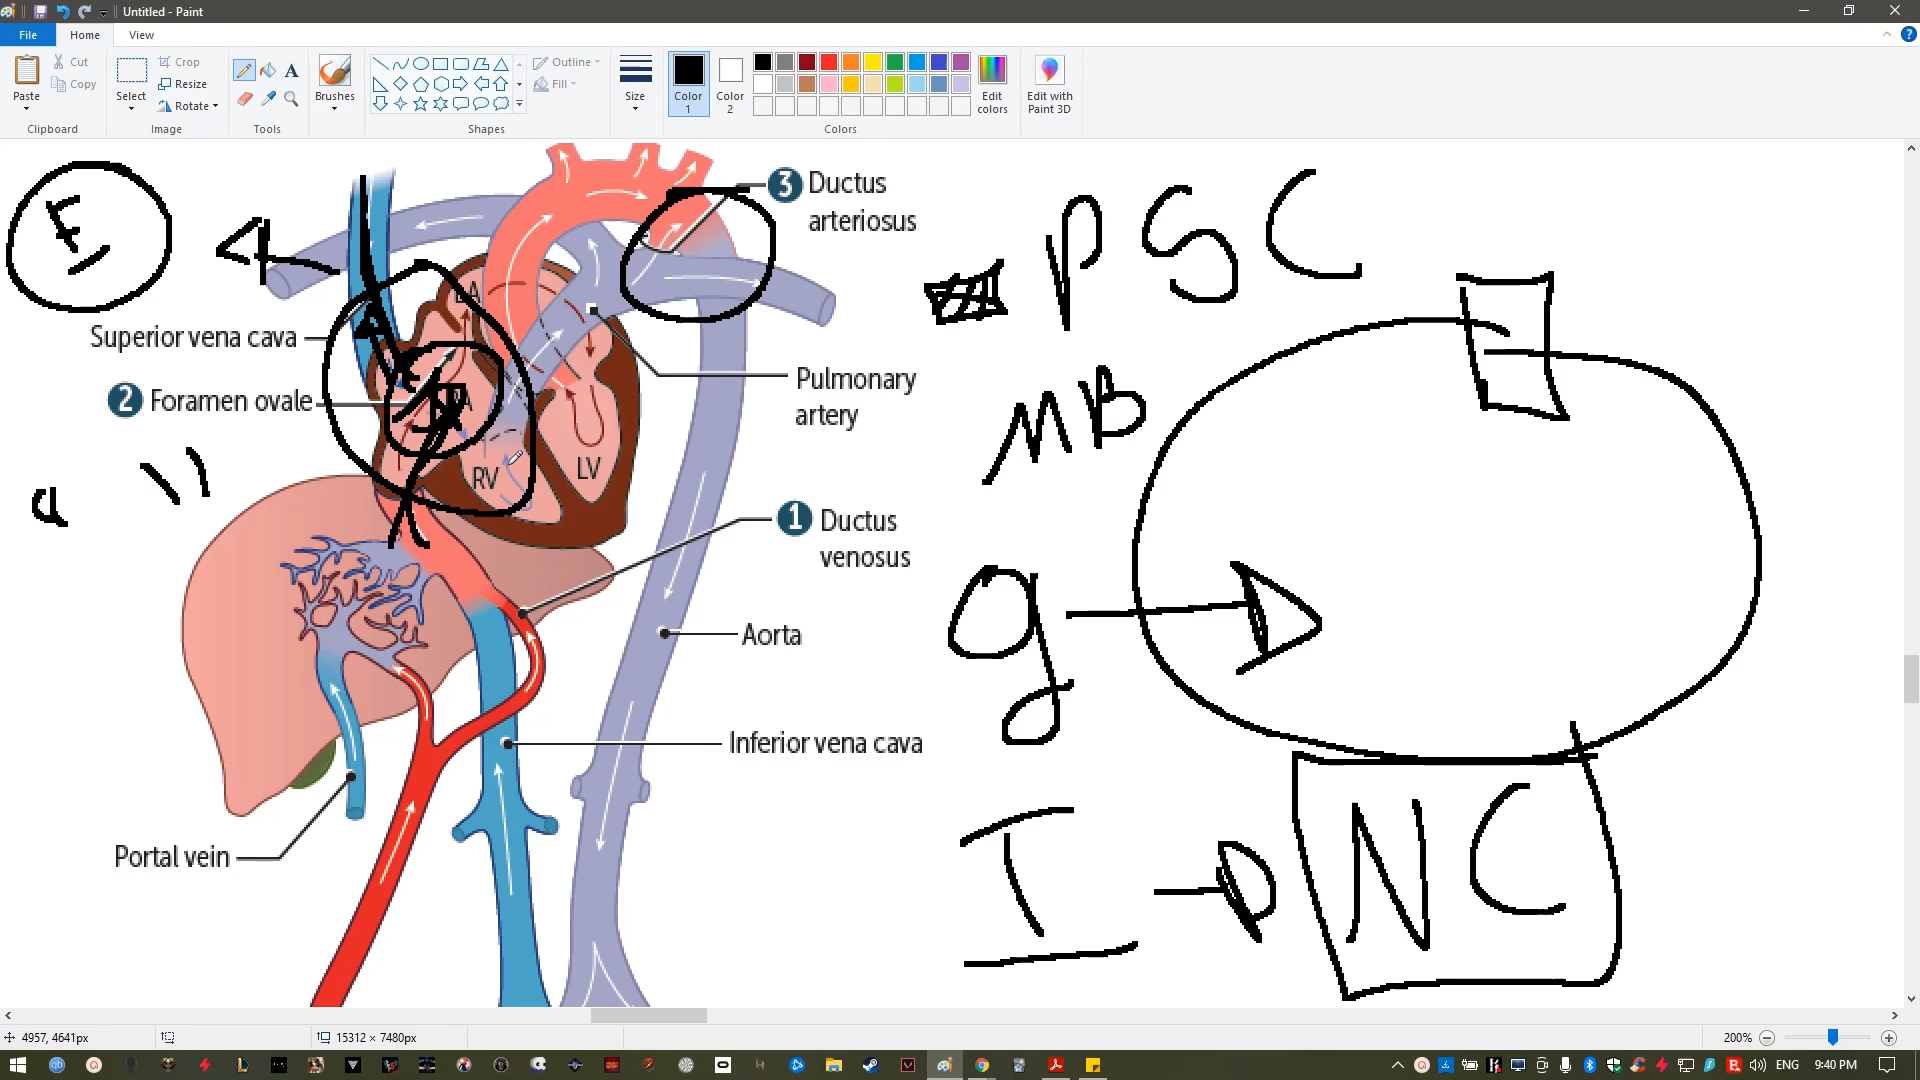 Untitled - Paint
File Home View
Paste
Cut
Copy
Clipboard
Select
Crop
Resize
Rotate
Image
A
Tools
Brushes
Outline
Fill
Shapes
Size
Color 1
Color 2
Edit colors
Edit with Paint 3D
Colors
3 Ductus arteriosus
PSC
Superior vena cava
LA
2 Foramen ovale
Pulmonary artery
MB
RV
LV
1 Ductus venosus
g
Aorta
Inferior vena cava
Portal vein
I
NC
4957, 4641px
15312 × 7480px
200%
ENG
9:40 PM